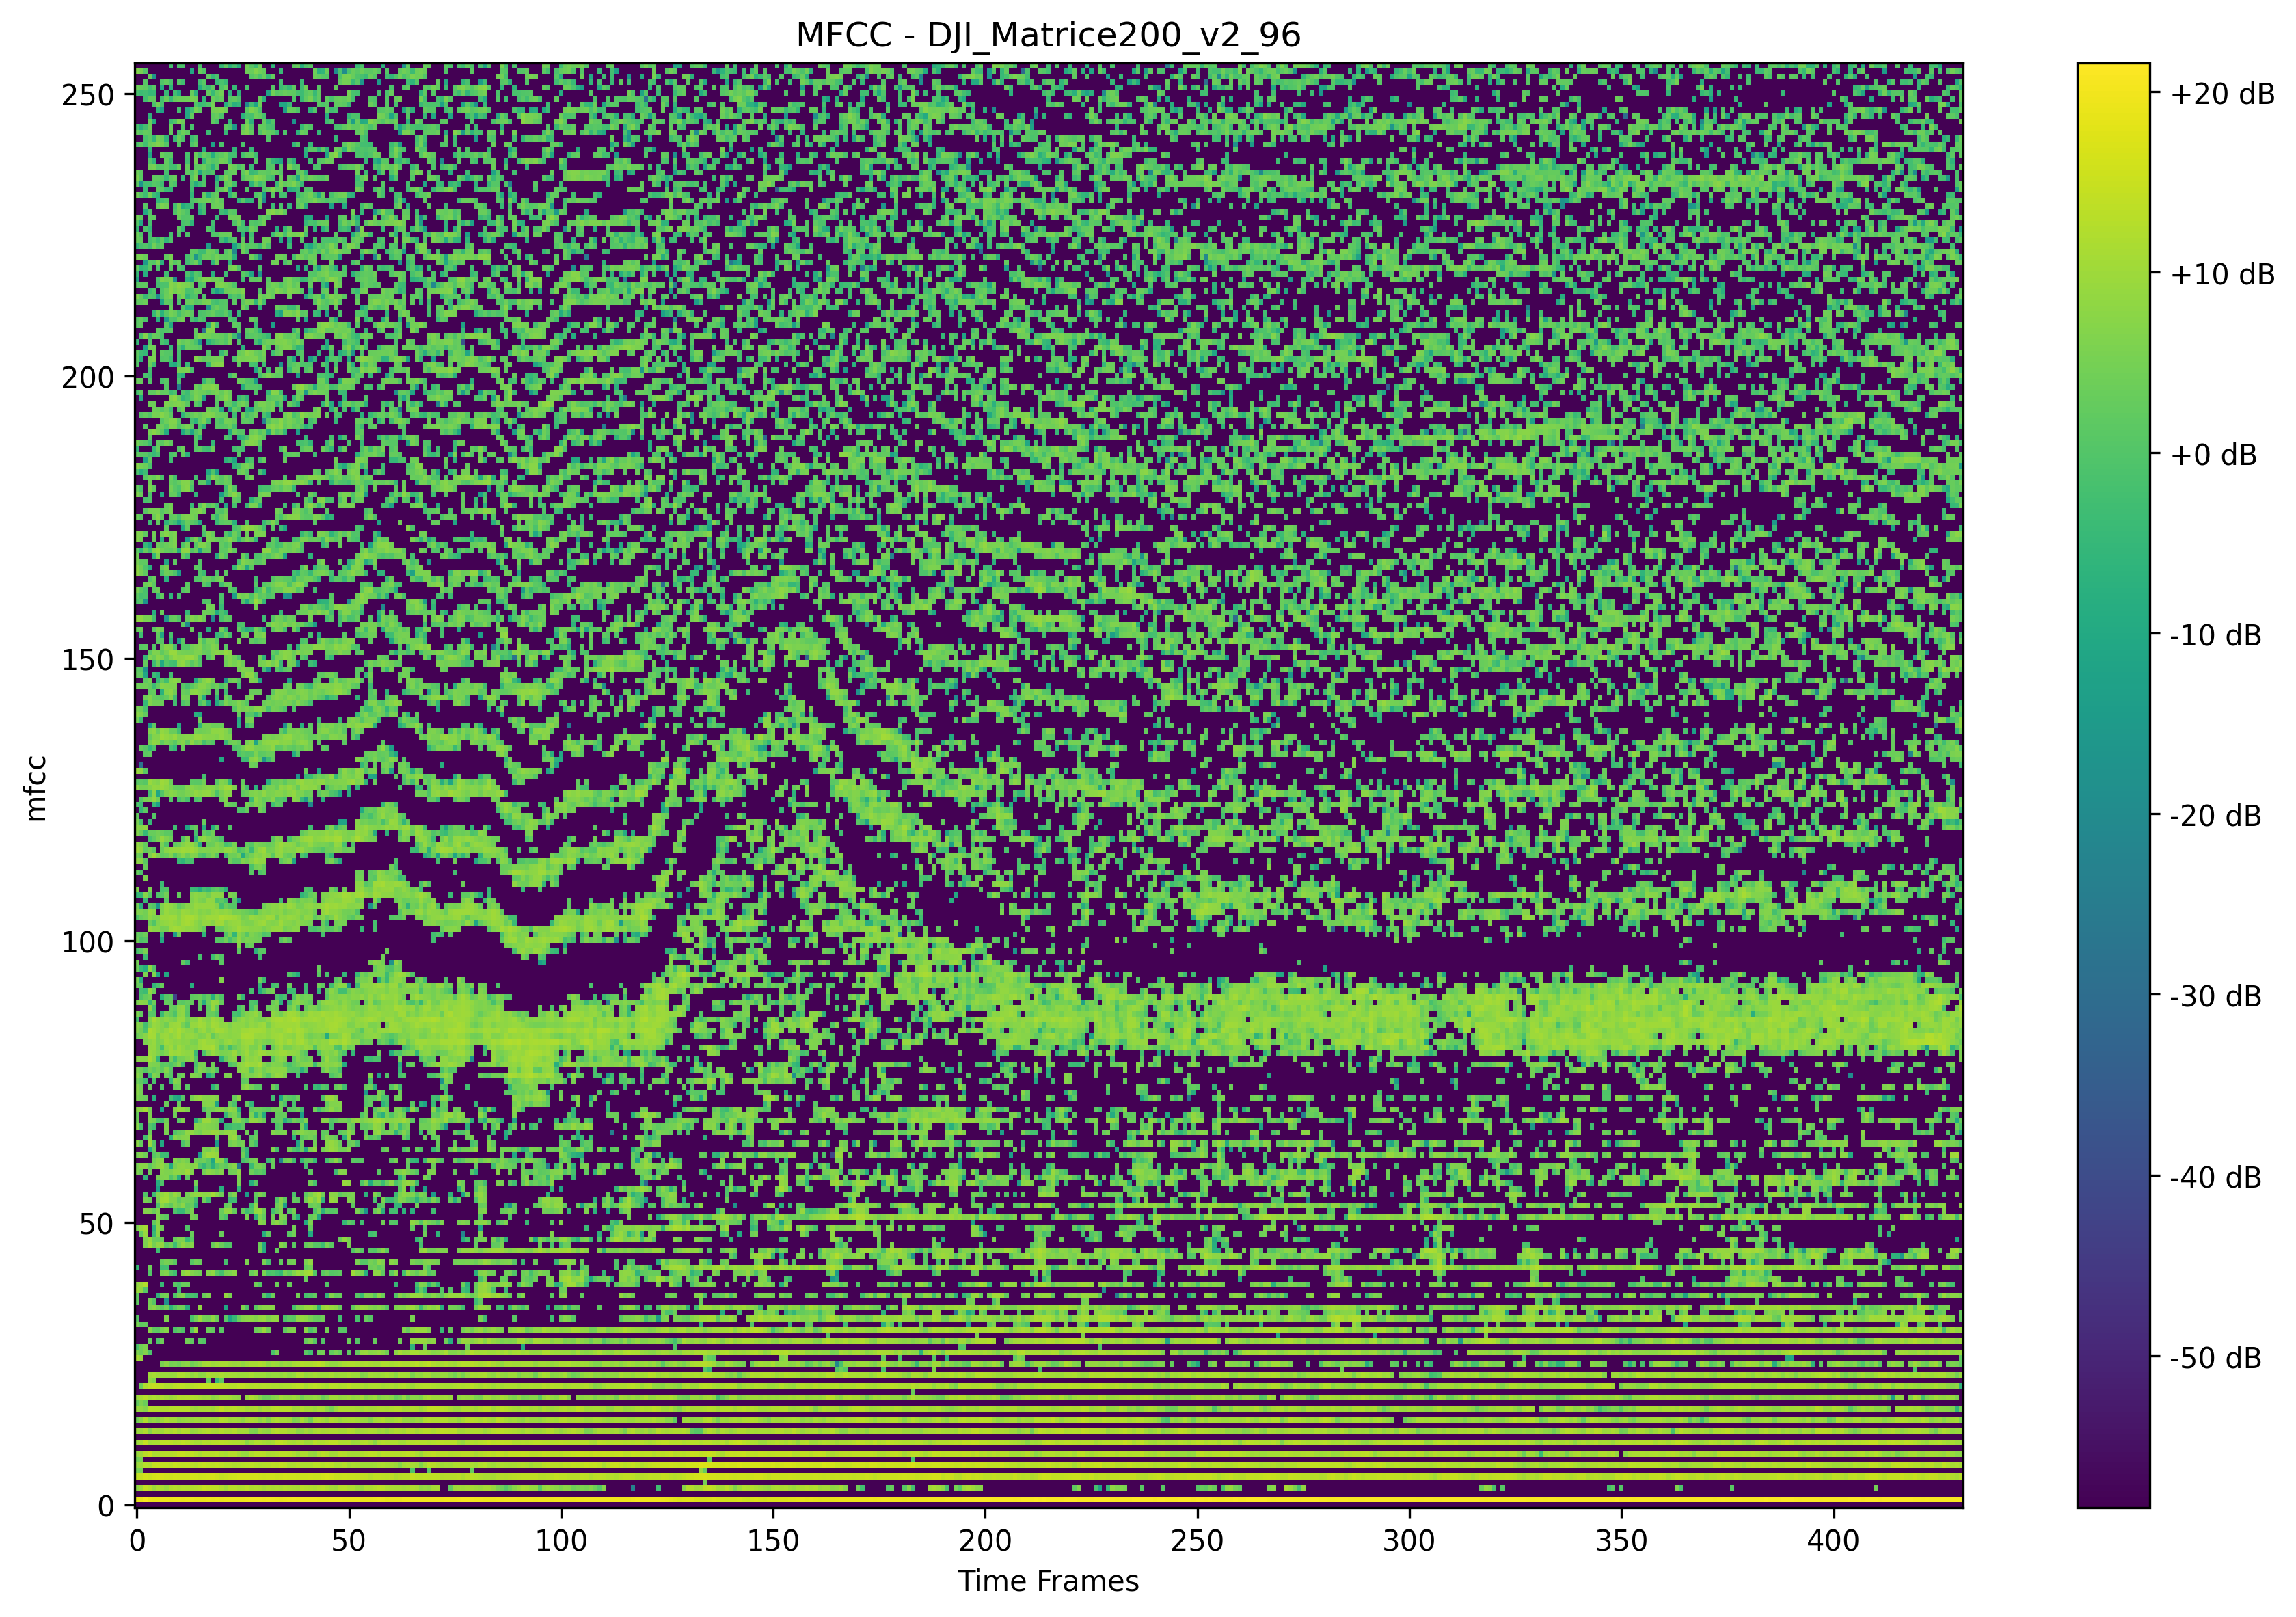 MFCC - DJI_Matrice200_v2_96
250
200
150
100
50
0
mfcc
0 50 100 150 200 250 300 350 400
Time Frames
+20 dB
+10 dB
+0 dB
-10 dB
-20 dB
-30 dB
-40 dB
-50 dB